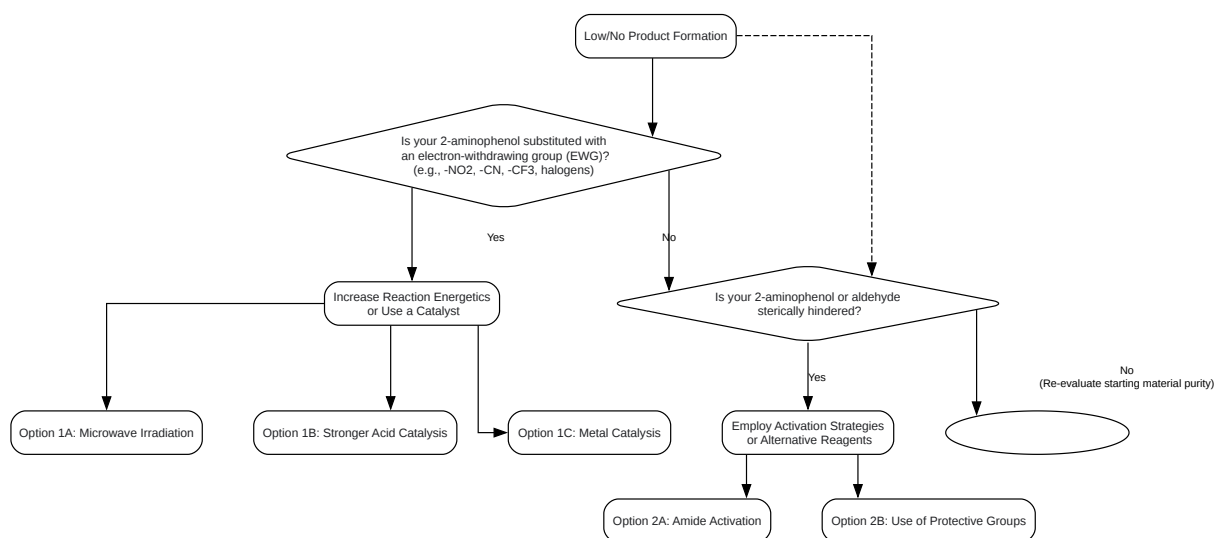 Low/No Product Formation
Is your 2-aminophenol substituted with
an electron-withdrawing group (EWG)?
(e.g., -NO2, -CN, -CF3, halogens)
Yes
No
Increase Reaction Energetics
or Use a Catalyst
Is your 2-aminophenol or aldehyde
sterically hindered?
Yes
No
(Re-evaluate starting material purity)
Option 1A: Microwave Irradiation
Option 1B: Stronger Acid Catalysis
Option 1C: Metal Catalysis
Employ Activation Strategies
or Alternative Reagents
Option 2A: Amide Activation
Option 2B: Use of Protective Groups